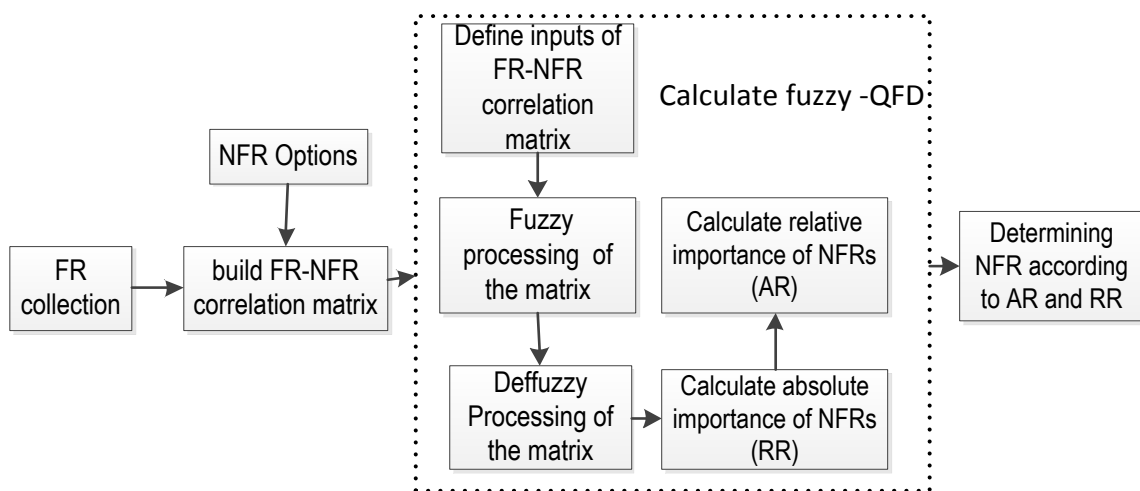 FR
collection
NFR Options
build FR-NFR
correlation matrix
Calculate fuzzy -QFD
Define inputs of
FR-NFR
correlation
matrix
Fuzzy
processing of
the matrix
Deffuzzy
Processing of
the matrix
Calculate absolute
importance of NFRs
(RR)
Calculate relative
importance of NFRs
(AR)
Determining
NFR according
to AR and RR